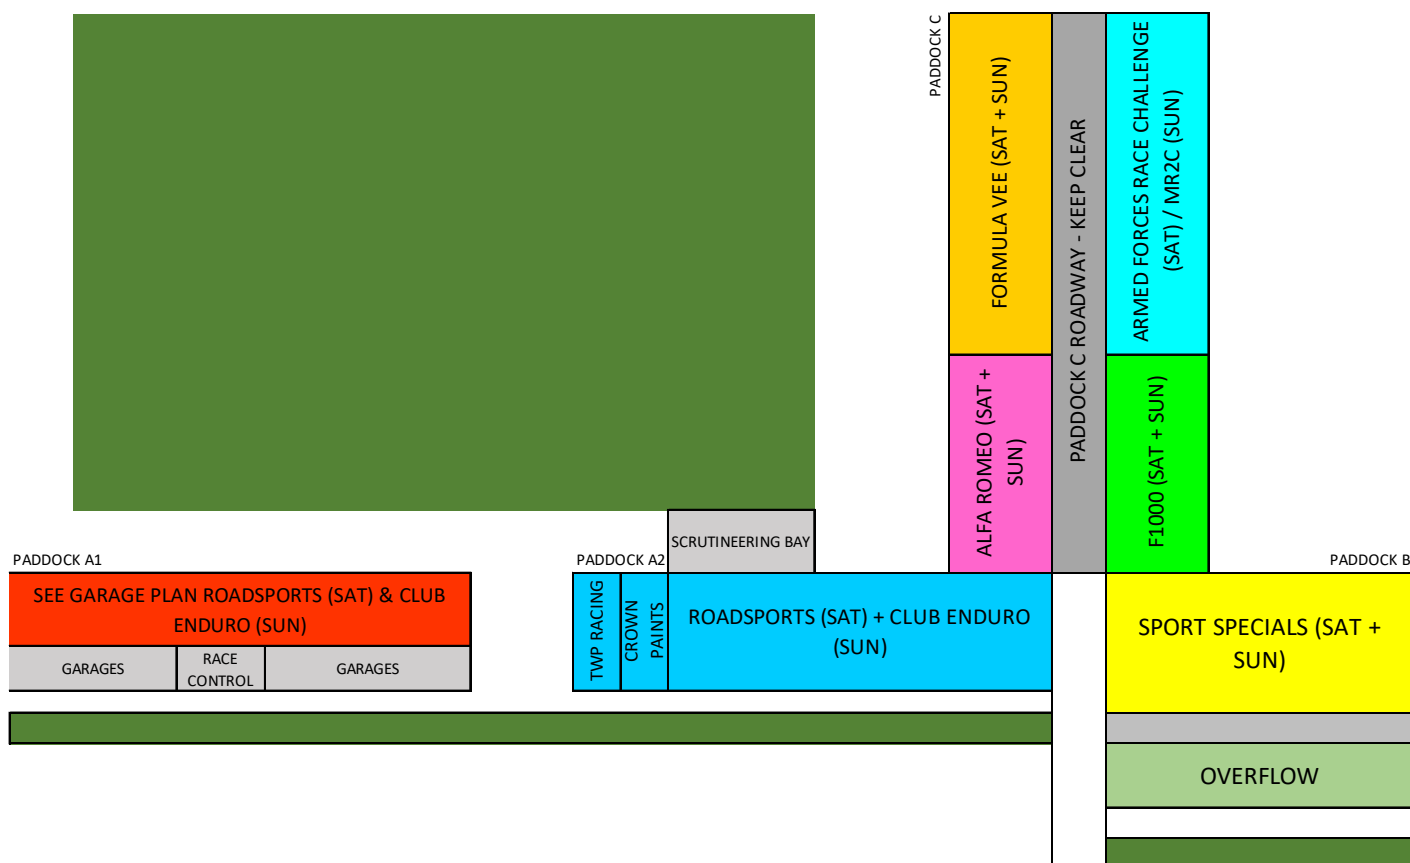 PADDOCK C
FORMULA VEE (SAT + SUN)
PADDOCK C ROADWAY - KEEP CLEAR
ARMED FORCES RACE CHALLENGE
(SAT) / MR2C (SUN)
ALFA ROMEO (SAT +
SUN)
F1000 (SAT + SUN)
SCRUTINEERING BAY
PADDOCK A1
PADDOCK A2
PADDOCK B
SEE GARAGE PLAN ROADSPORTS (SAT) & CLUB
ENDURO (SUN)
GARAGES
RACE
CONTROL
GARAGES
TWP RACING
CROWN
PAINTS
ROADSPORTS (SAT) + CLUB ENDURO
(SUN)
SPORT SPECIALS (SAT +
SUN)
OVERFLOW